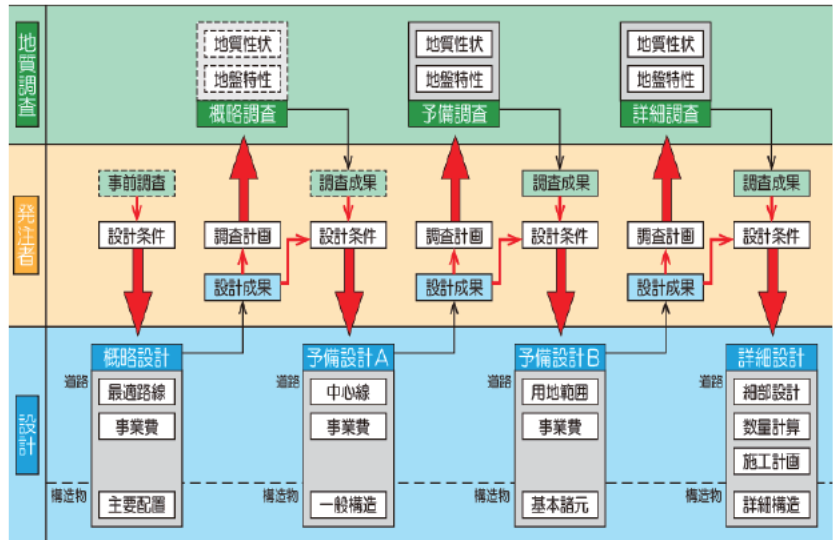 地質調査
地質性状
地盤特性
概略調査
地質性状
地盤特性
予備調査
地質性状
地盤特性
詳細調査
発注者
事前調査
調査成果
調査成果
調査成果
設計条件
調査計画
設計条件
調査計画
設計条件
調査計画
設計条件
設計成果
設計成果
設計成果
設計
概略設計
道路
最適路線
事業費
構造物
主要配置
予備設計A
道路
中心線
事業費
構造物
一般構造
予備設計B
道路
用地範囲
事業費
構造物
基本諸元
詳細設計
道路
細部設計
数量計算
施工計画
構造物
詳細構造